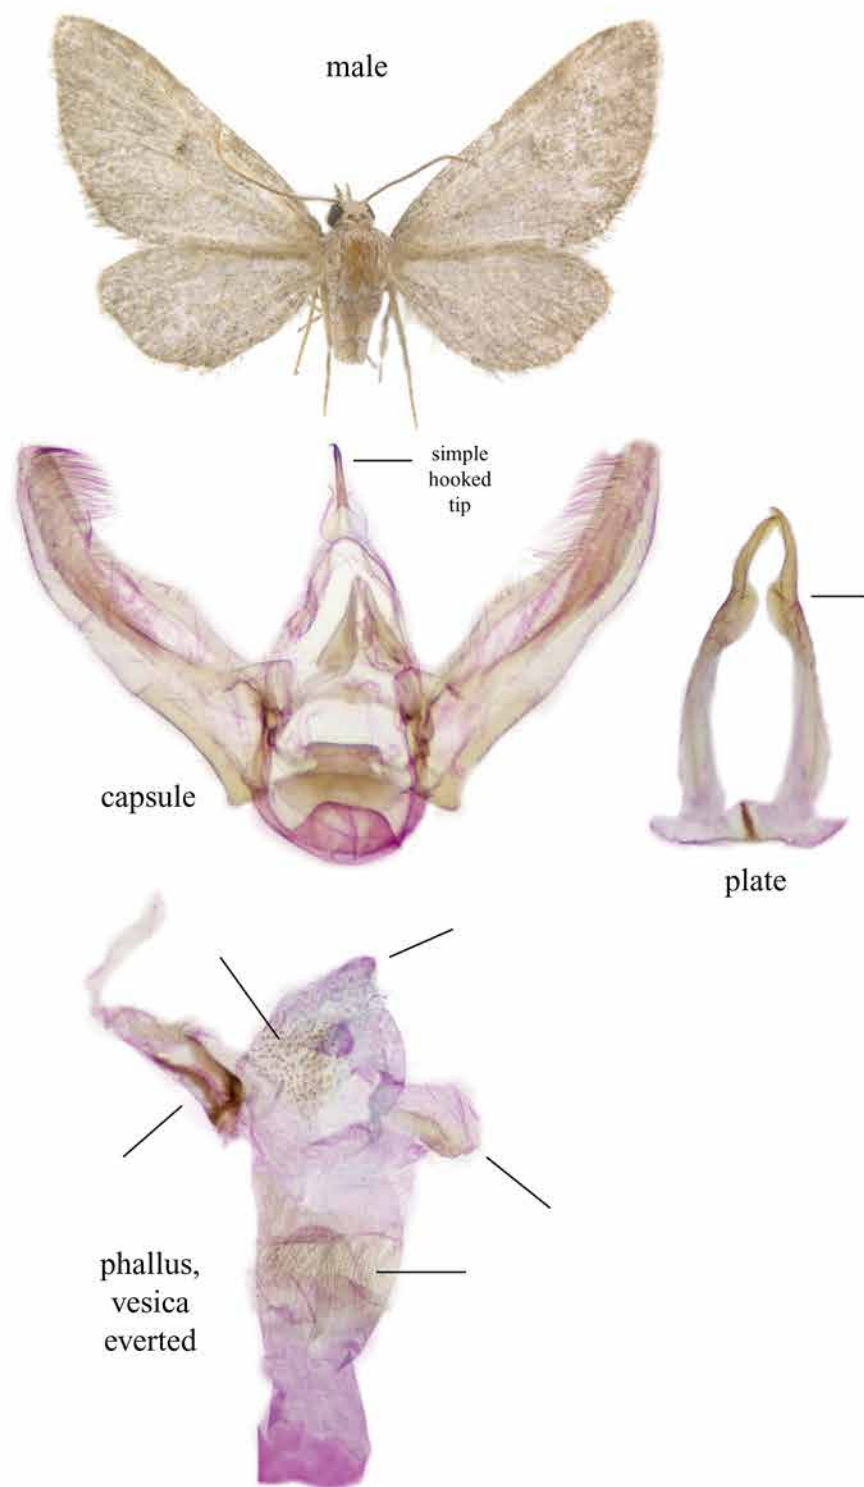 male
simple
hooked
tip
capsule
plate
phallus,
vesica
everted